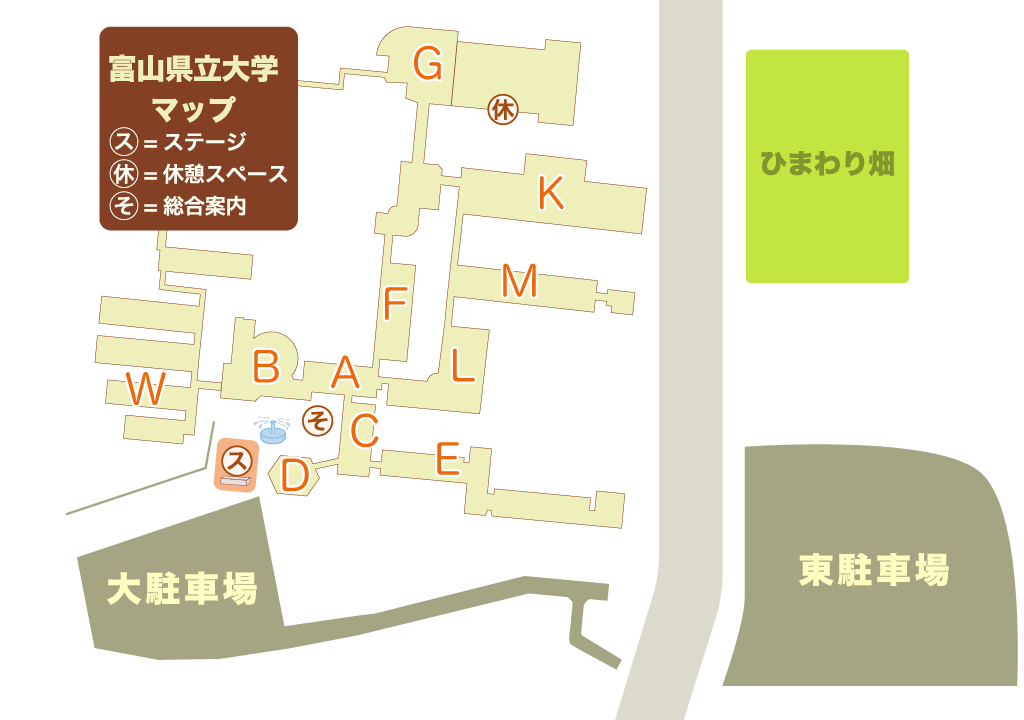 富山県立大学
マップ
ス = ステージ
休 = 休憩スペース
そ = 総合案内
G
休
K
ひまわり畑
M
F
B
A
L
W
そ
C
ス
D
E
大駐車場
東駐車場